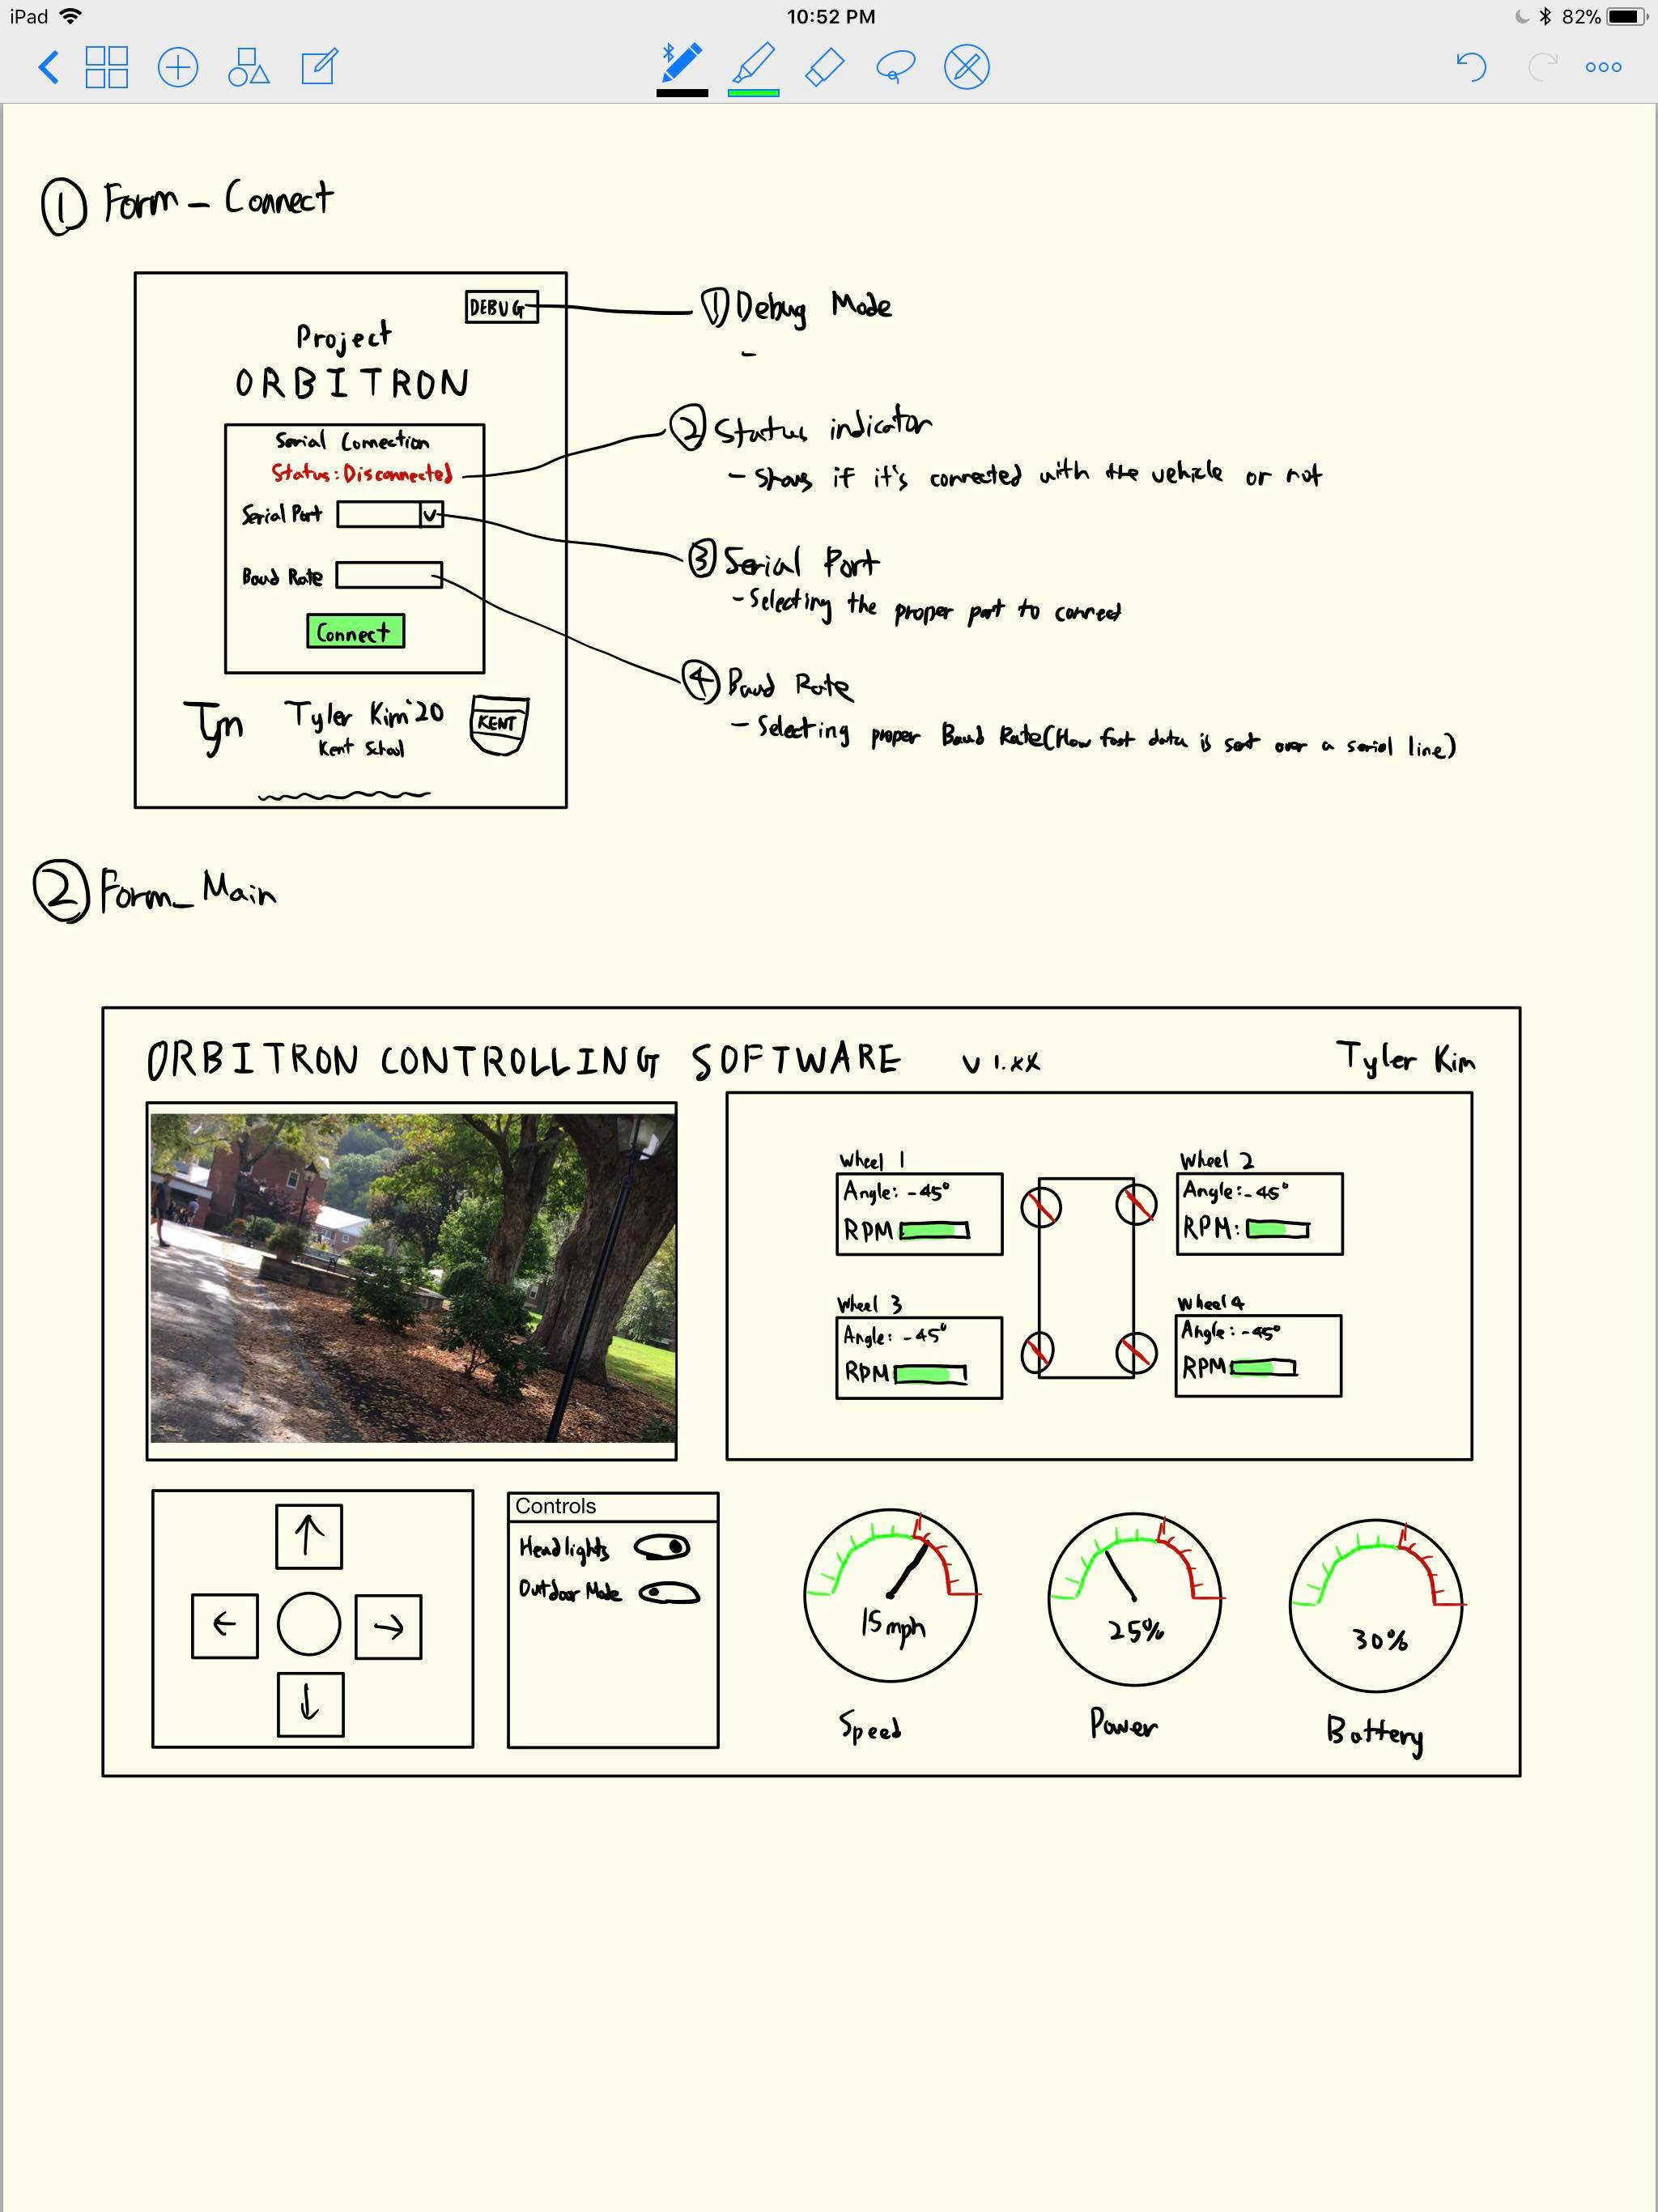 iPad
10:52 PM
82%
① Form - Connect
DEBUG
Project
ORBITRON
Serial Connection
Status: Disconnected
Serial Port
V
Baud Rate
Connect
Tyler Kim '20
Kent School
KENT
① Debug Mode
-
② Status indicator
- Shows if it's connected with the vehicle or not
③ Serial Port
- Selecting the proper port to connect
④ Baud Rate
- Selecting proper Baud Rate (How fast data is sent over a serial line)
② Form_Main
ORBITRON CONTROLLING SOFTWARE v 1.xx
Tyler Kim
Wheel 1
Angle: -45°
RPM
Wheel 2
Angle: -45°
RPM:
Wheel 3
Angle: -45°
RPM
Wheel 4
Angle: -45°
RPM
↑
←
→
↓
Controls
Headlights
Outdoor Mode
15 mph
Speed
25%
Power
30%
Battery